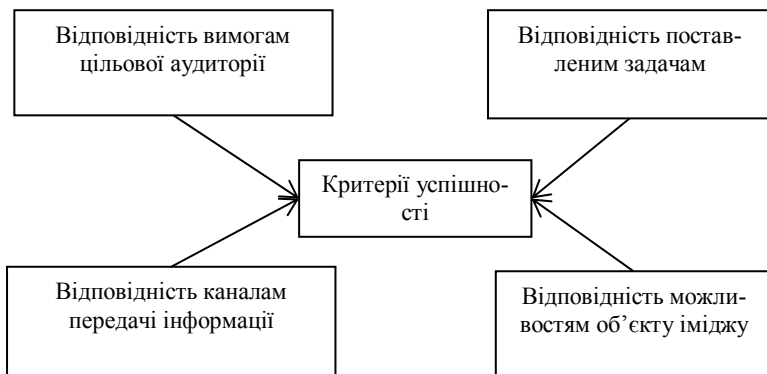 Відповідність вимогам
цільової аудиторії
Відповідність постав-
леним задачам
Критерії успішно-
сті
Відповідність каналам
передачі інформації
Відповідність можли-
востям об’єкту іміджу